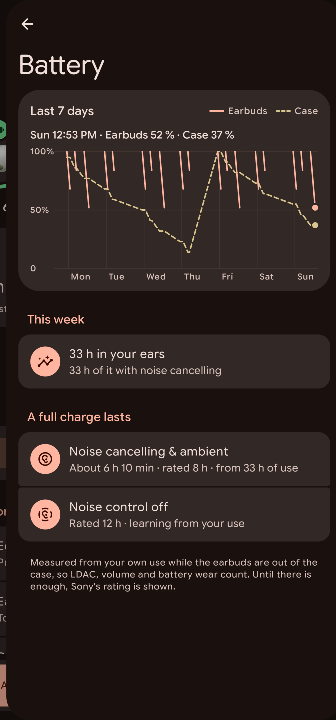 Battery
Last 7 days
Earbuds
Case
Sun 12:53 PM · Earbuds 52 % · Case 37 %
100%
50%
0
Mon Tue Wed Thu Fri Sat Sun
This week
33 h in your ears
33 h of it with noise cancelling
A full charge lasts
Noise cancelling & ambient
About 6 h 10 min · rated 8 h · from 33 h of use
Noise control off
Rated 12 h · learning from your use
Measured from your own use while the earbuds are out of the
case, so LDAC, volume and battery wear count. Until there is
enough, Sony's rating is shown.